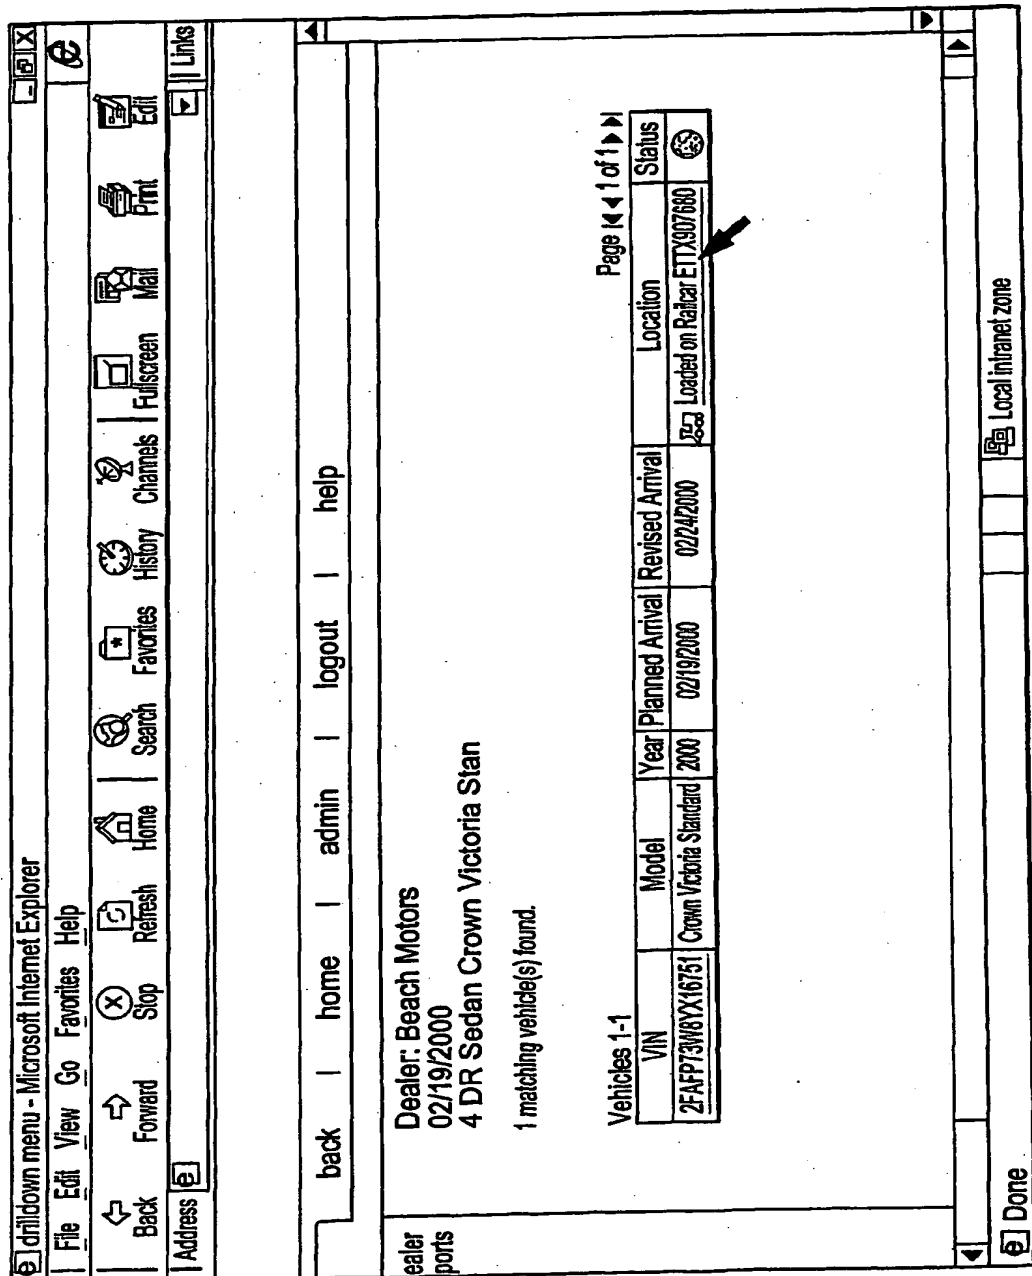 drilldown menu - Microsoft Internet Explorer
File Edit View Go Favorites Help
Back Forward Stop Refresh Home Search Favorites History Channels Fullscreen Mail Print Edit
Address Links
back | home | admin | logout | help
ealer
ports
Dealer: Beach Motors
02/19/2000
4 DR Sedan Crown Victoria Stan
1 matching vehicle(s) found.
Vehicles 1-1 Page 1 of 1
VIN Model Year Planned Arrival Revised Arrival Location Status
2FAFP73W8YX16751 Crown Victoria Standard 2000 02/19/2000 02/24/2000 Loaded on Railcar ETTX907680
Done Local intranet zone